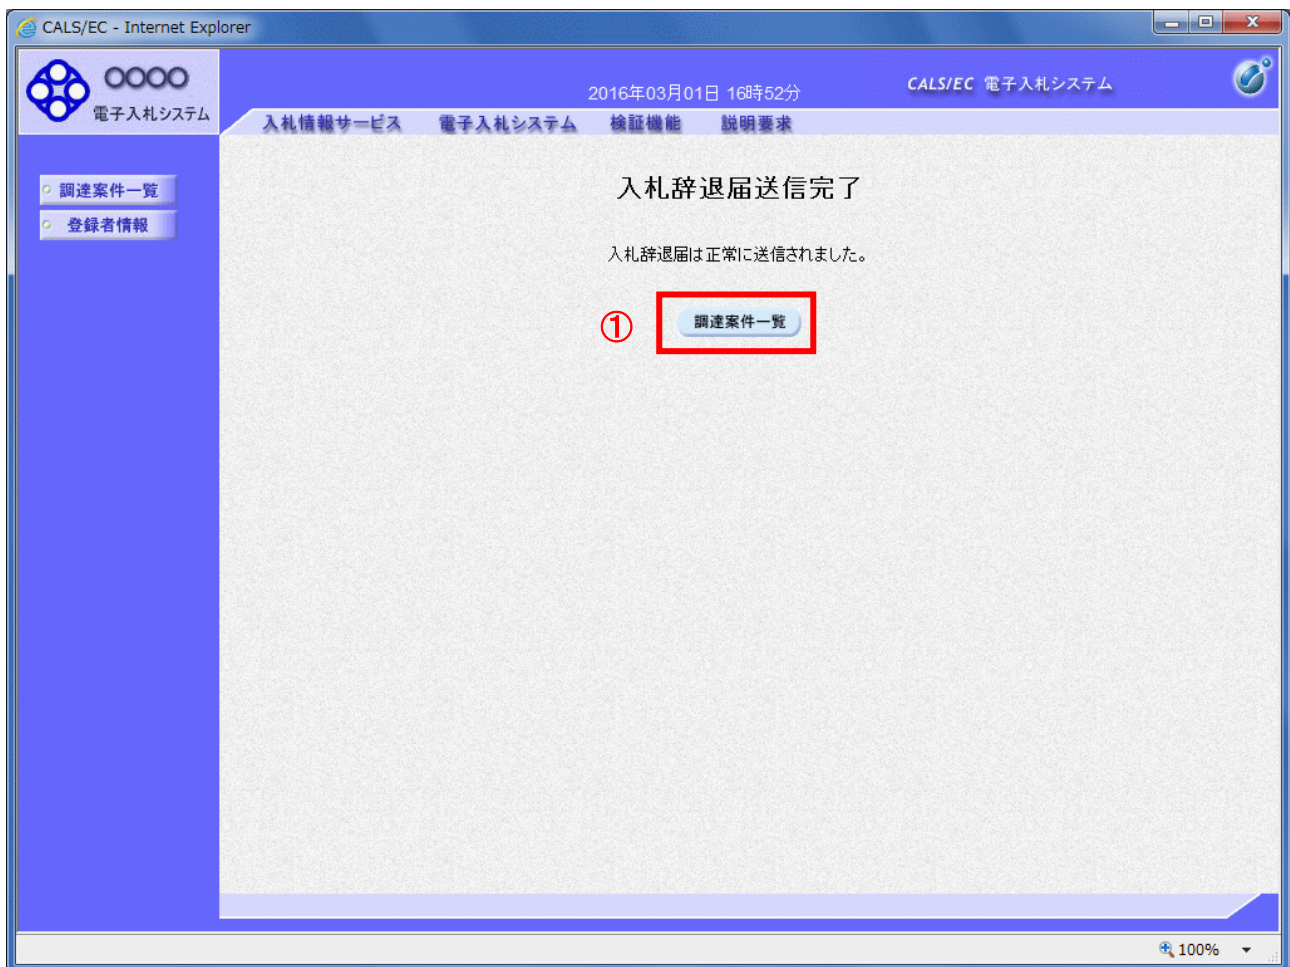 CALS/EC - Internet Explorer
OOOO
電子入札システム
2016年03月01日 16時52分
CALS/EC 電子入札システム
入札情報サービス 電子入札システム 検証機能 説明要求
調達案件一覧
登録者情報
入札辞退届送信完了
入札辞退届は正常に送信されました。
①
調達案件一覧
100%